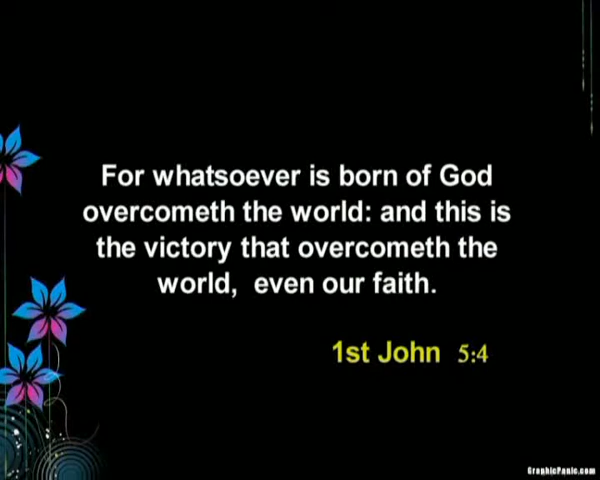 For whatsoever is born of God
overcometh the world: and this is
the victory that overcometh the
world, even our faith.
1st John 5:4
GraphicPanic.com